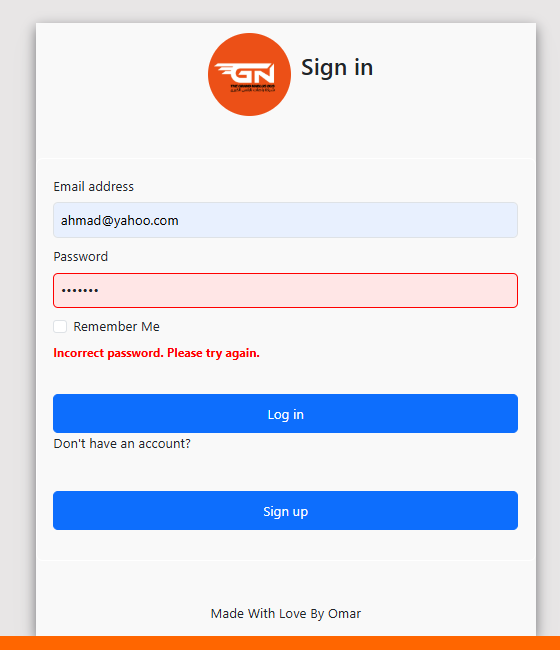 GN
Sign in
Email address
ahmad@yahoo.com
Password
•••••••
Remember Me
Incorrect password. Please try again.
Log in
Don't have an account?
Sign up
Made With Love By Omar